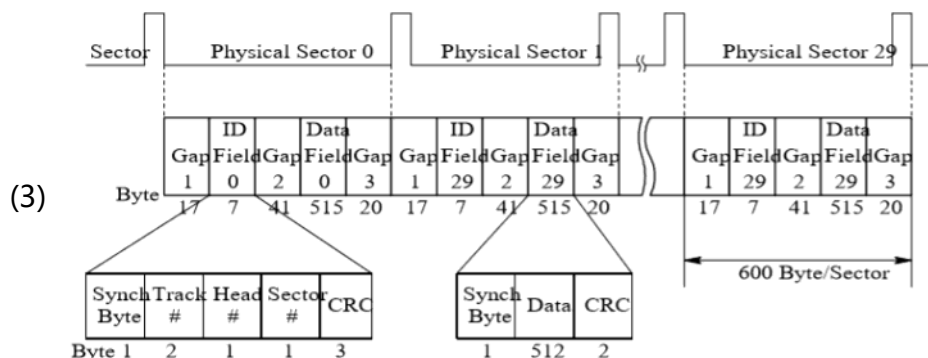 Sector Physical Sector 0 Physical Sector 1 Physical Sector 29
ID Data ID Data ID Data
Gap Field Gap Field Gap Gap Field Gap Field Gap Gap Field Gap Field Gap
1 0 2 0 3 1 29 2 29 3 1 29 2 29 3
(3)
Byte 17 7 41 515 20 17 7 41 515 20 17 7 41 515 20
600 Byte/Sector
Synch Track Head Sector CRC Synch Data CRC
Byte # # # Byte
Byte 1 2 1 1 3 1 512 2